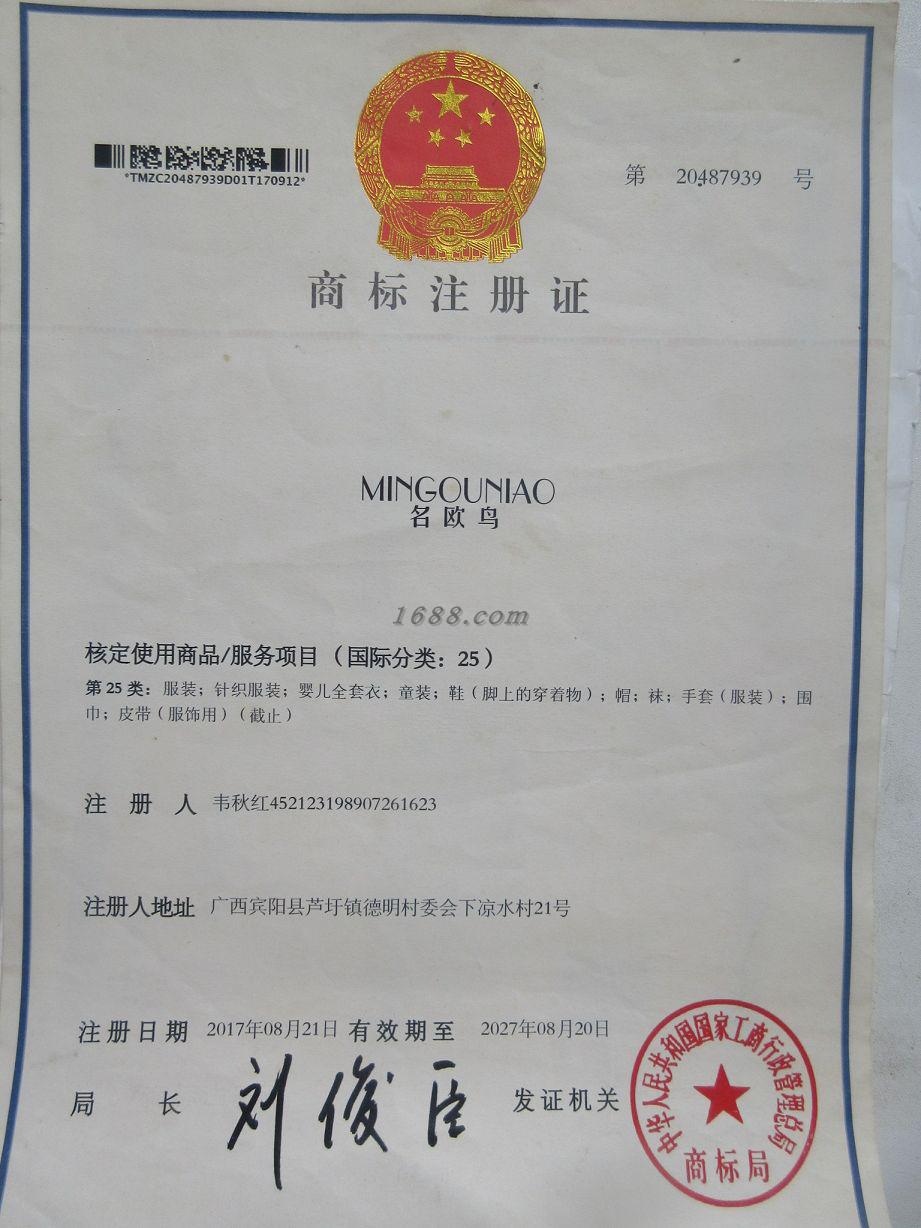 *TMZC20487939D01T170912*
第 20487939 号
商标注册证
MINGOUNIAO
名欧鸟
1688.com
核定使用商品/服务项目（国际分类：25）
第25类：服装；针织服装；婴儿全套衣；童装；鞋（脚上的穿着物）；帽；袜；手套（服装）；围
巾；皮带（服饰用）（截止）
注 册 人 韦秋红452123198907261623
注册人地址 广西宾阳县芦圩镇德明村委会下凉水村21号
注册日期 2017年08月21日 有效期至 2027年08月20日
局 长 刘俊臣 发证机关
中华人民共和国国家工商行政管理总局
商标局